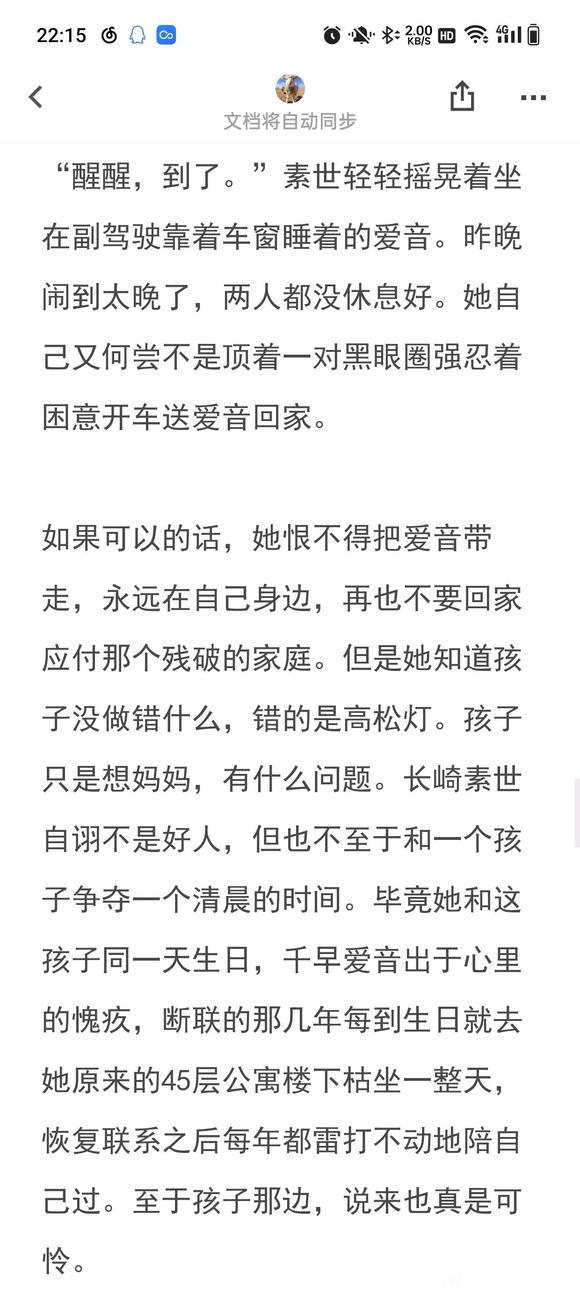 22:15
2.00
KB/S
HD
4G
文档将自动同步
“醒醒，到了。”素世轻轻摇晃着坐
在副驾驶靠着车窗睡着的爱音。昨晚
闹到太晚了，两人都没休息好。她自
己又何尝不是顶着一对黑眼圈强忍着
困意开车送爱音回家。
如果可以的话，她恨不得把爱音带
走，永远在自己身边，再也不要回家
应付那个残破的家庭。但是她知道孩
子没做错什么，错的是高松灯。孩子
只是想妈妈，有什么问题。长崎素世
自诩不是好人，但也不至于和一个孩
子争夺一个清晨的时间。毕竟她和这
孩子同一天生日，千早爱音出于心里
的愧疚，断联的那几年每到生日就去
她原来的45层公寓楼下枯坐一整天，
恢复联系之后每年都雷打不动地陪自
己过。至于孩子那边，说来也真是可
怜。